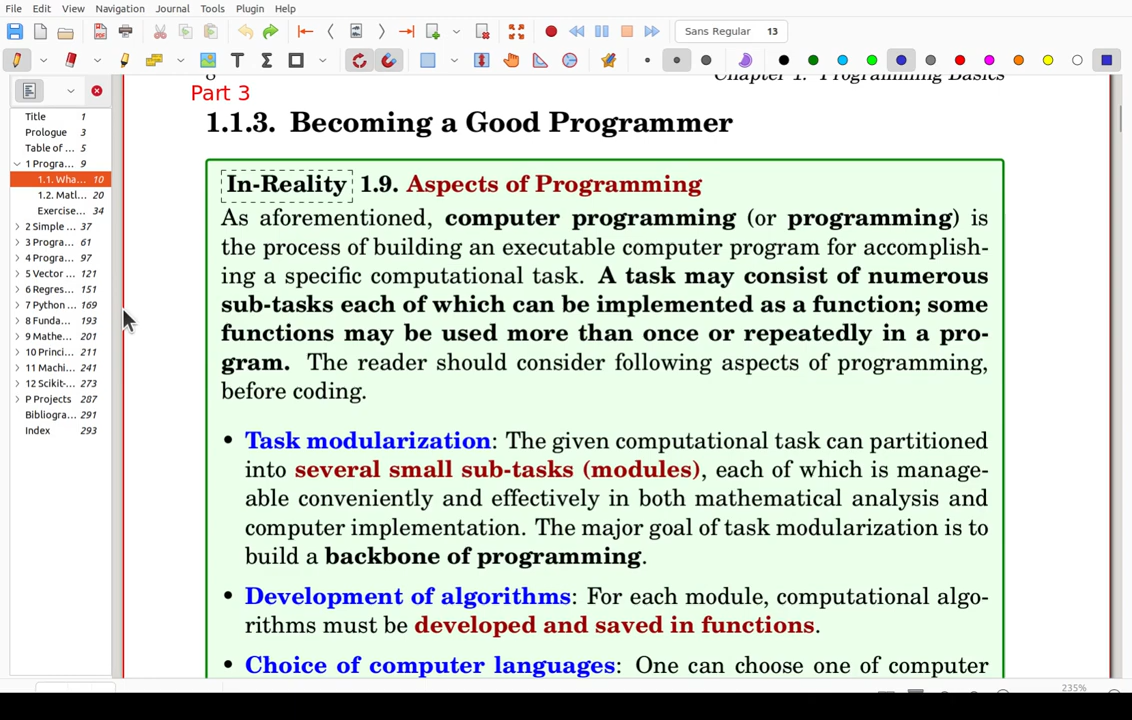 File Edit View Navigation Journal Tools Plugin Help
Sans Regular 13
Title 1
Prologue 3
Table of ... 5
1 Progra... 9
1.1. Wha... 10
1.2. Matl... 20
Exercise... 34
2 Simple ... 37
3 Progra... 61
4 Progra... 97
5 Vector ... 121
6 Regres... 151
7 Python ... 169
8 Funda... 193
9 Mathe... 201
10 Princi... 211
11 Machi... 241
12 Scikit-... 273
P Projects 287
Bibliogra... 291
Index 293
8 Chapter 1. Programming Basics
Part 3
1.1.3. Becoming a Good Programmer
In-Reality 1.9. Aspects of Programming
As aforementioned, computer programming (or programming) is
the process of building an executable computer program for accomplish-
ing a specific computational task. A task may consist of numerous
sub-tasks each of which can be implemented as a function; some
functions may be used more than once or repeatedly in a pro-
gram. The reader should consider following aspects of programming,
before coding.
• Task modularization: The given computational task can partitioned
into several small sub-tasks (modules), each of which is manage-
able conveniently and effectively in both mathematical analysis and
computer implementation. The major goal of task modularization is to
build a backbone of programming.
• Development of algorithms: For each module, computational algo-
rithms must be developed and saved in functions.
• Choice of computer languages: One can choose one of computer
235%